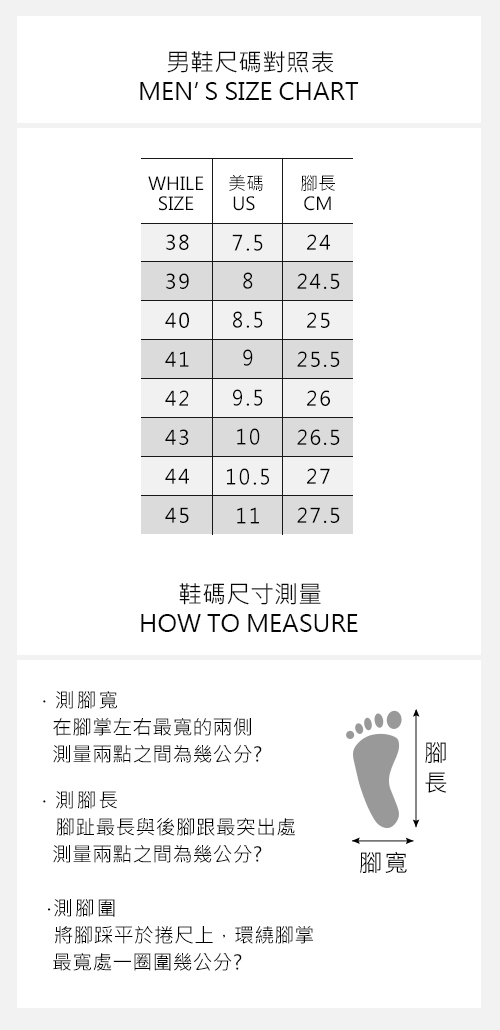 男鞋尺碼對照表
MEN’ S SIZE CHART
WHILE SIZE 美碼 US 腳長 CM
38 7.5 24
39 8 24.5
40 8.5 25
41 9 25.5
42 9.5 26
43 10 26.5
44 10.5 27
45 11 27.5
鞋碼尺寸測量
HOW TO MEASURE
· 測腳寬
在腳掌左右最寬的兩側
測量兩點之間為幾公分?
· 測腳長
腳趾最長與後腳跟最突出處
測量兩點之間為幾公分?
·測腳圍
將腳踩平於捲尺上，環繞腳掌
最寬處一圈圍幾公分?
腳長
腳寬